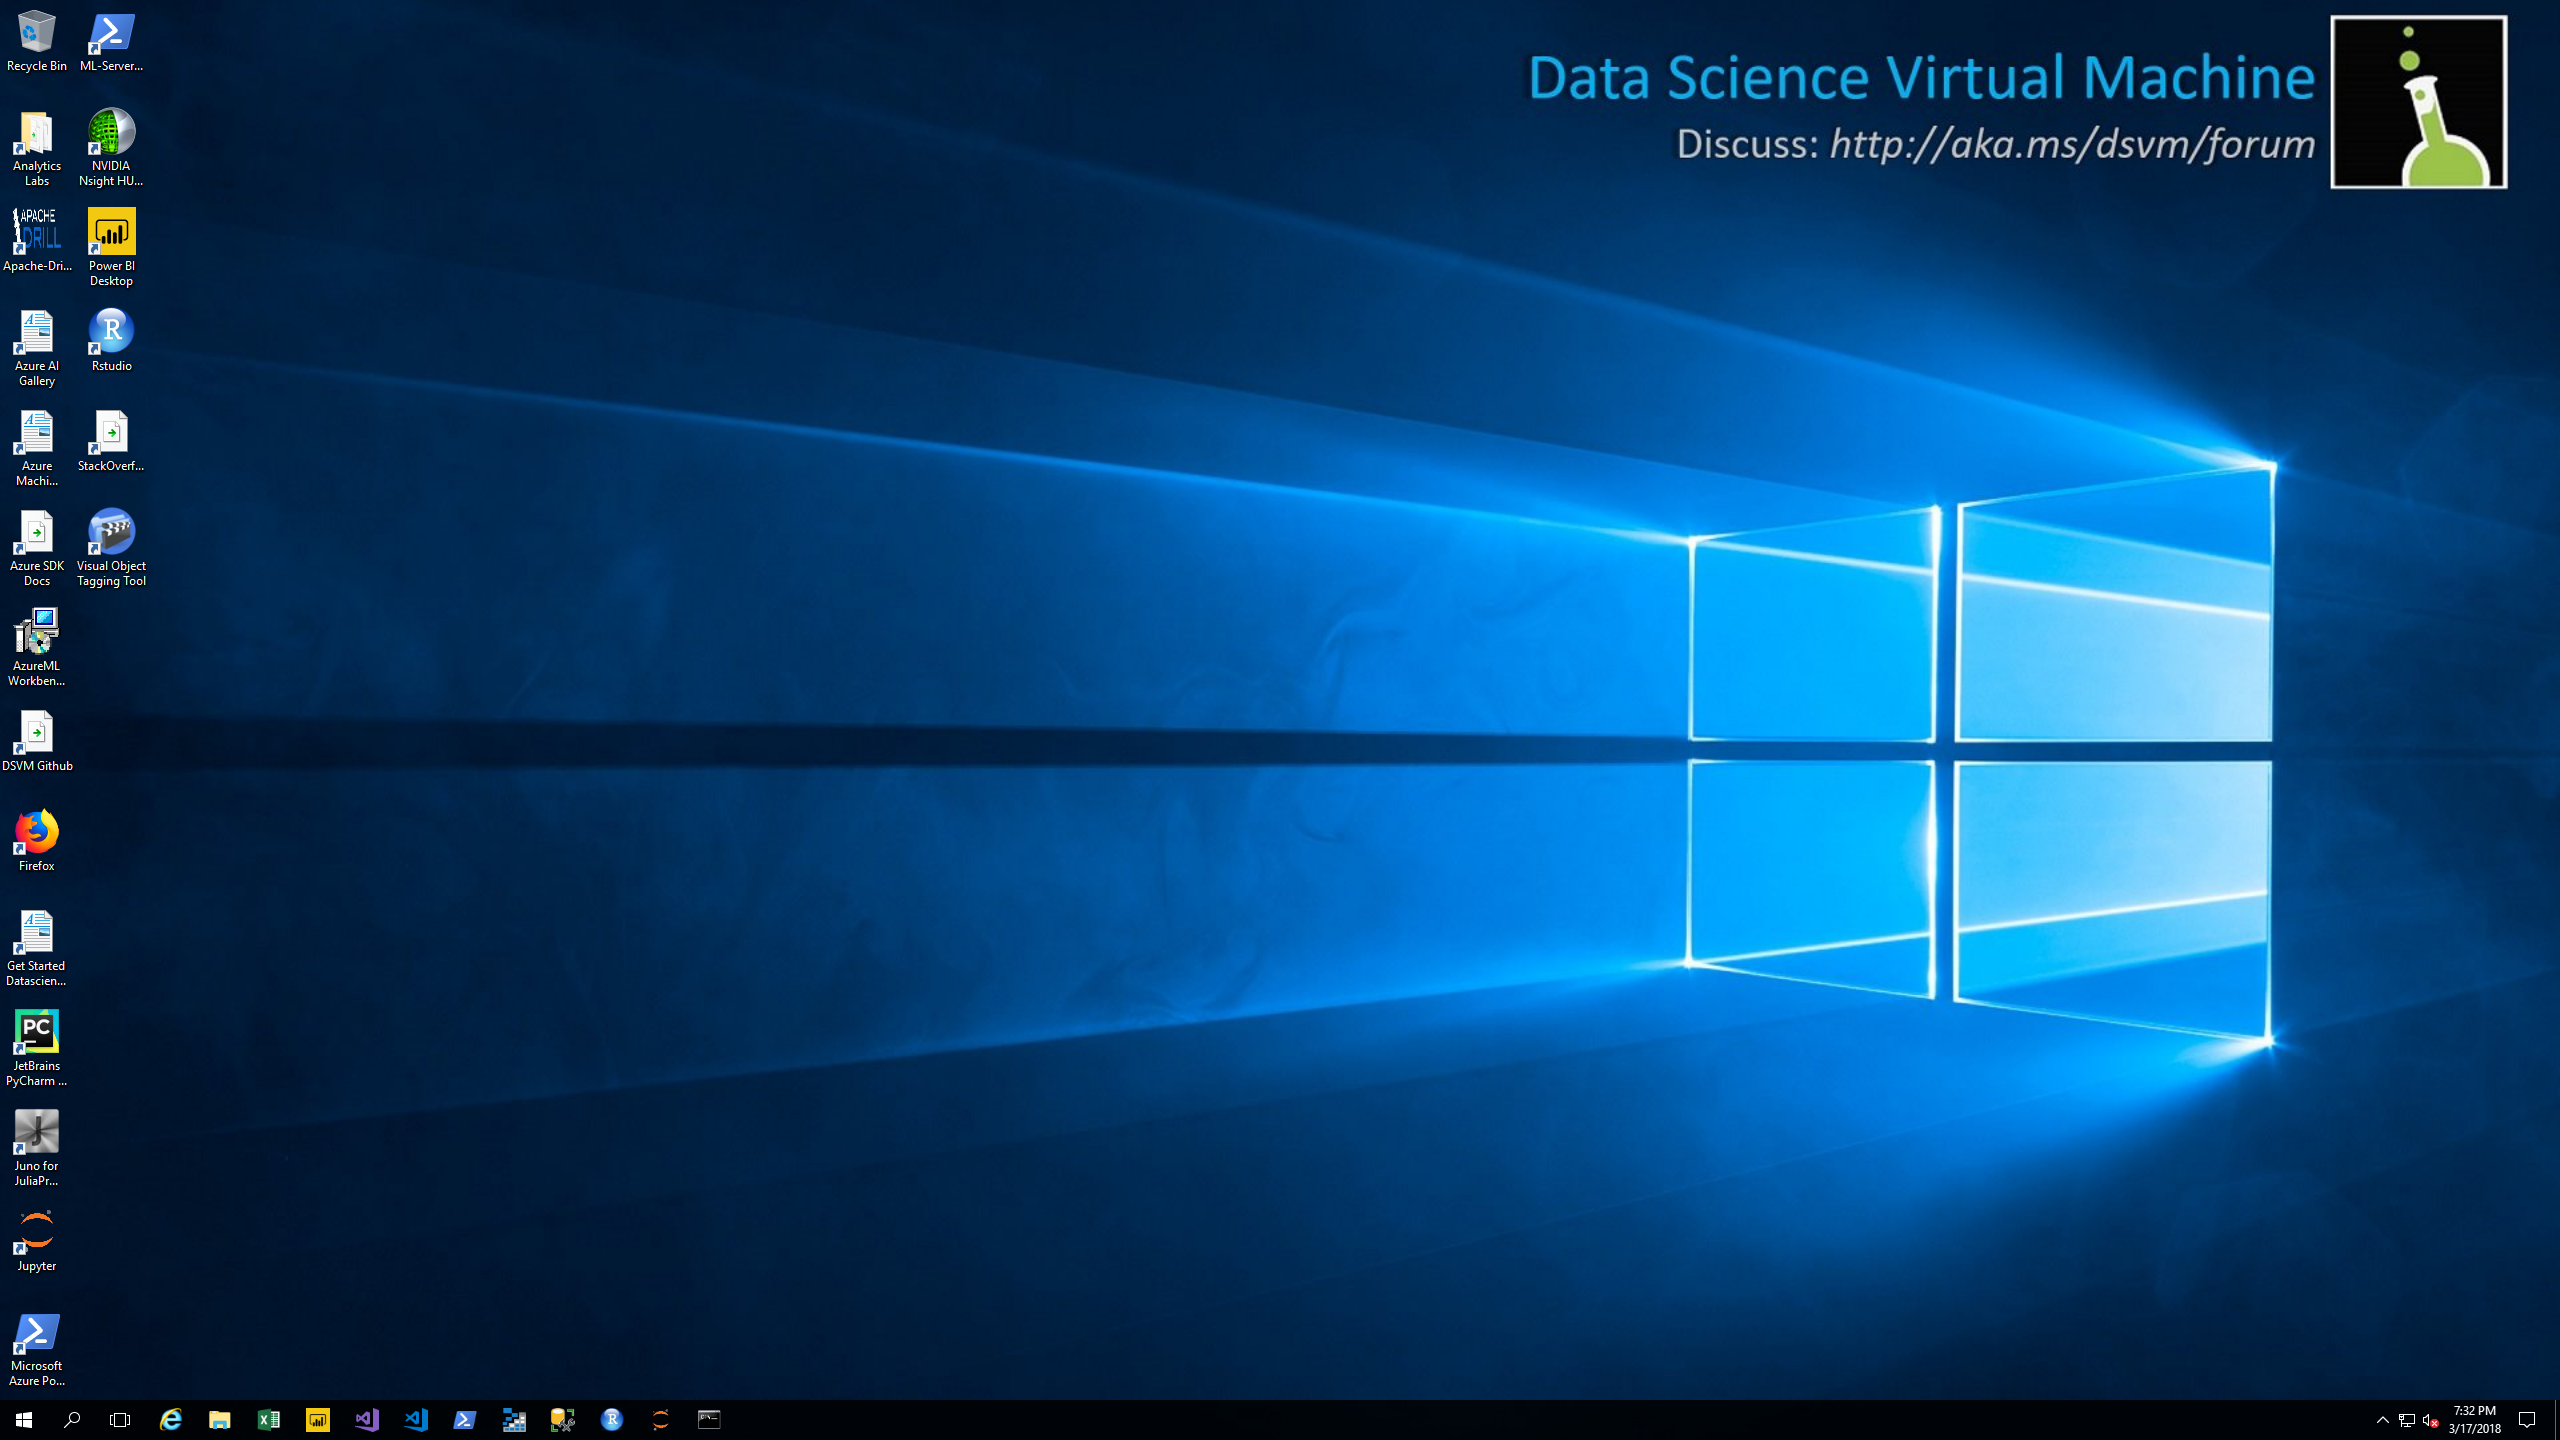 Data Science Virtual Machine
Discuss: http://aka.ms/dsvm/forum
Recycle Bin
ML-Server...
Analytics
Labs
NVIDIA
Nsight HU...
APACHE
DRILL
Apache-Dri...
Power BI
Desktop
Azure AI
Gallery
R
Rstudio
Azure
Machi...
StackOverf...
Azure SDK
Docs
Visual Object
Tagging Tool
AzureML
Workben...
DSVM Github
Firefox
Get Started
Datascien...
PC
JetBrains
PyCharm ...
J
Juno for
JuliaPr...
Jupyter
Microsoft
Azure Po...
7:32 PM
3/17/2018